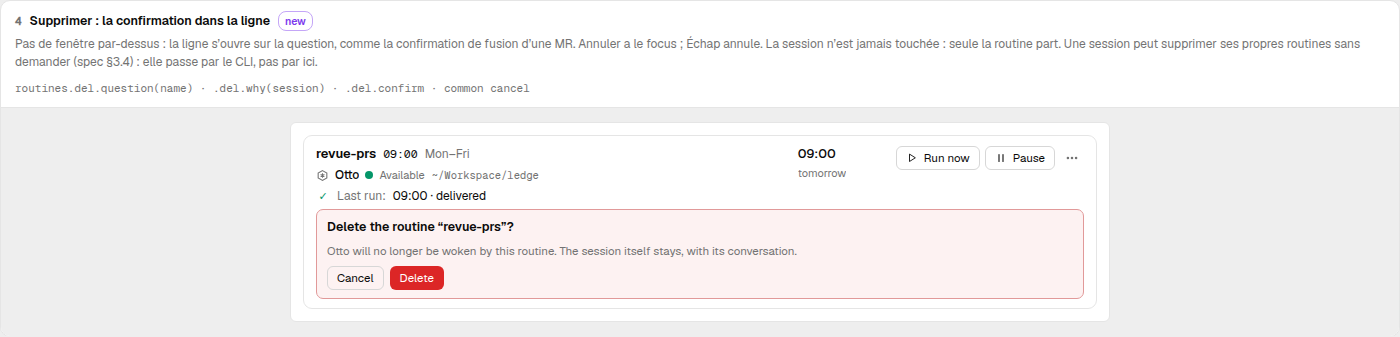 4 Supprimer : la confirmation dans la ligne new
Pas de fenêtre par-dessus : la ligne s'ouvre sur la question, comme la confirmation de fusion d'une MR. Annuler a le focus ; Échap annule. La session n'est jamais touchée : seule la routine part. Une session peut supprimer ses propres routines sans
demander (spec §3.4) : elle passe par le CLI, pas par ici.
routines.del.question(name) · .del.why(session) · .del.confirm · common cancel
revue-prs 09:00 Mon–Fri 09:00 Run now Pause ···
Otto Available ~/Workspace/ledge tomorrow
✓ Last run: 09:00 · delivered
Delete the routine “revue-prs”?
Otto will no longer be woken by this routine. The session itself stays, with its conversation.
Cancel Delete